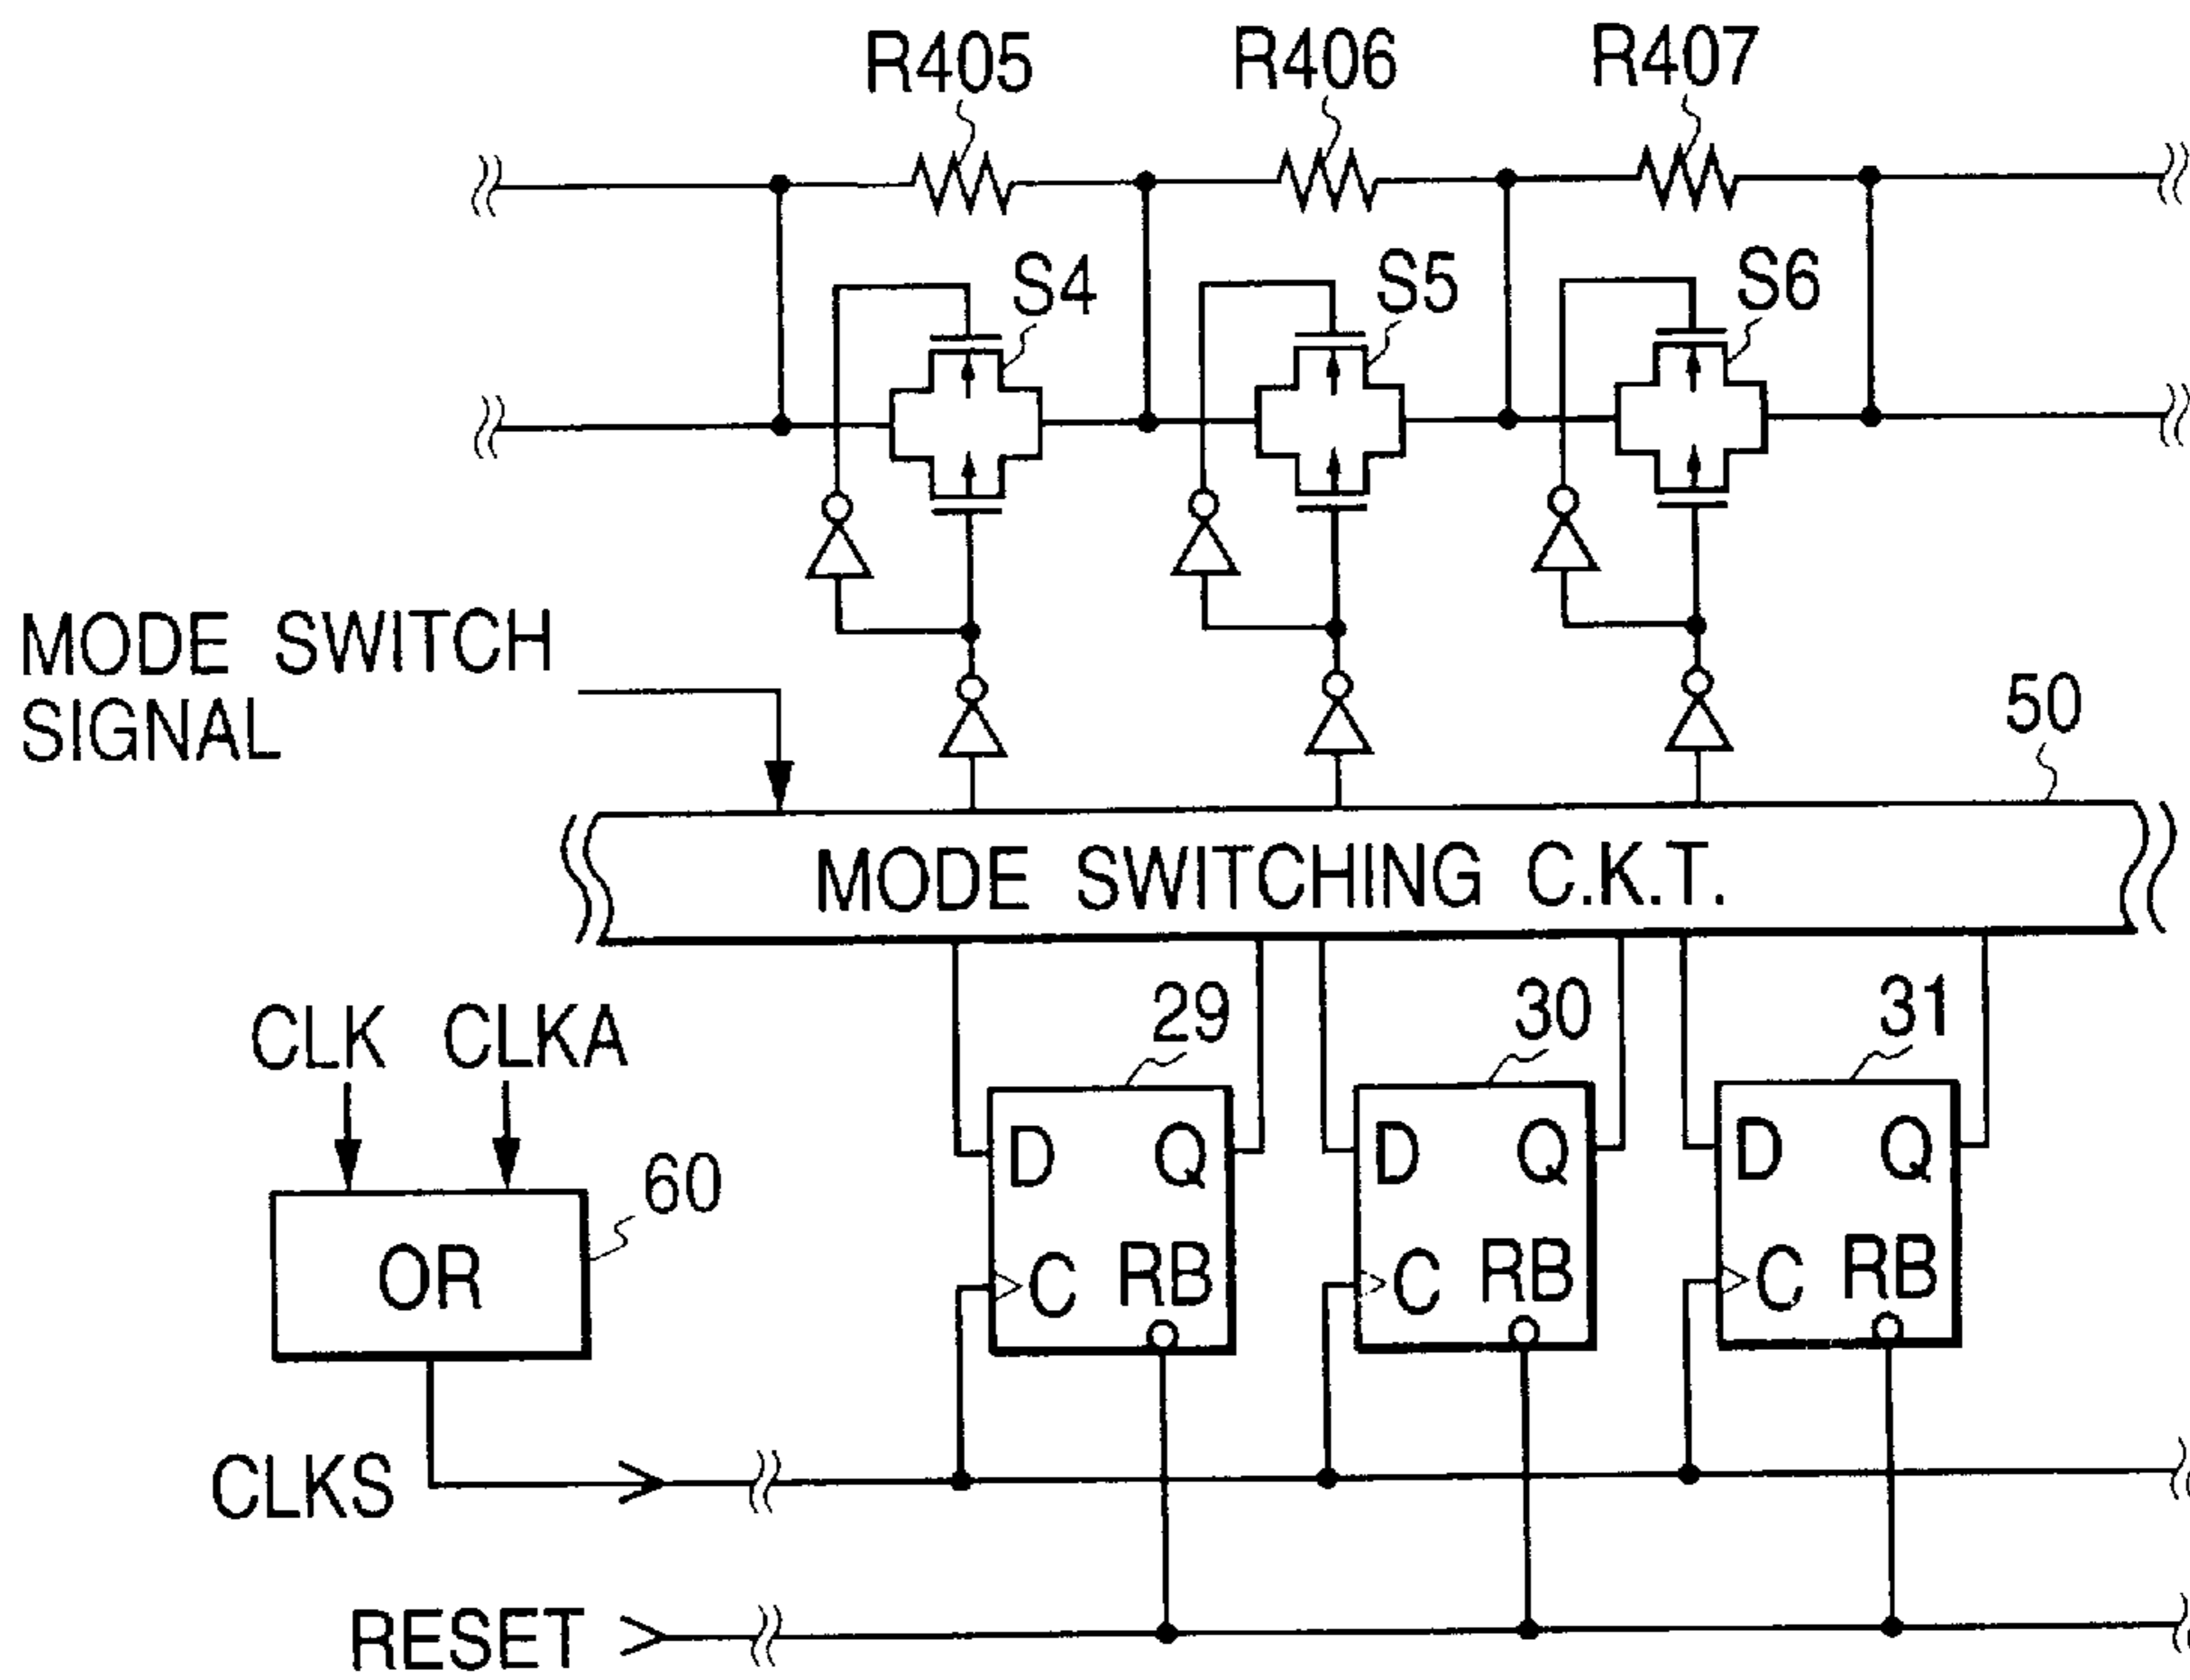 R405 R406 R407
S4 S5 S6
MODE SWITCH
SIGNAL
50
MODE SWITCHING C.K.T.
CLK CLKA
29 30 31
D Q D Q D Q
60
OR
C RB C RB C RB
CLKS
RESET